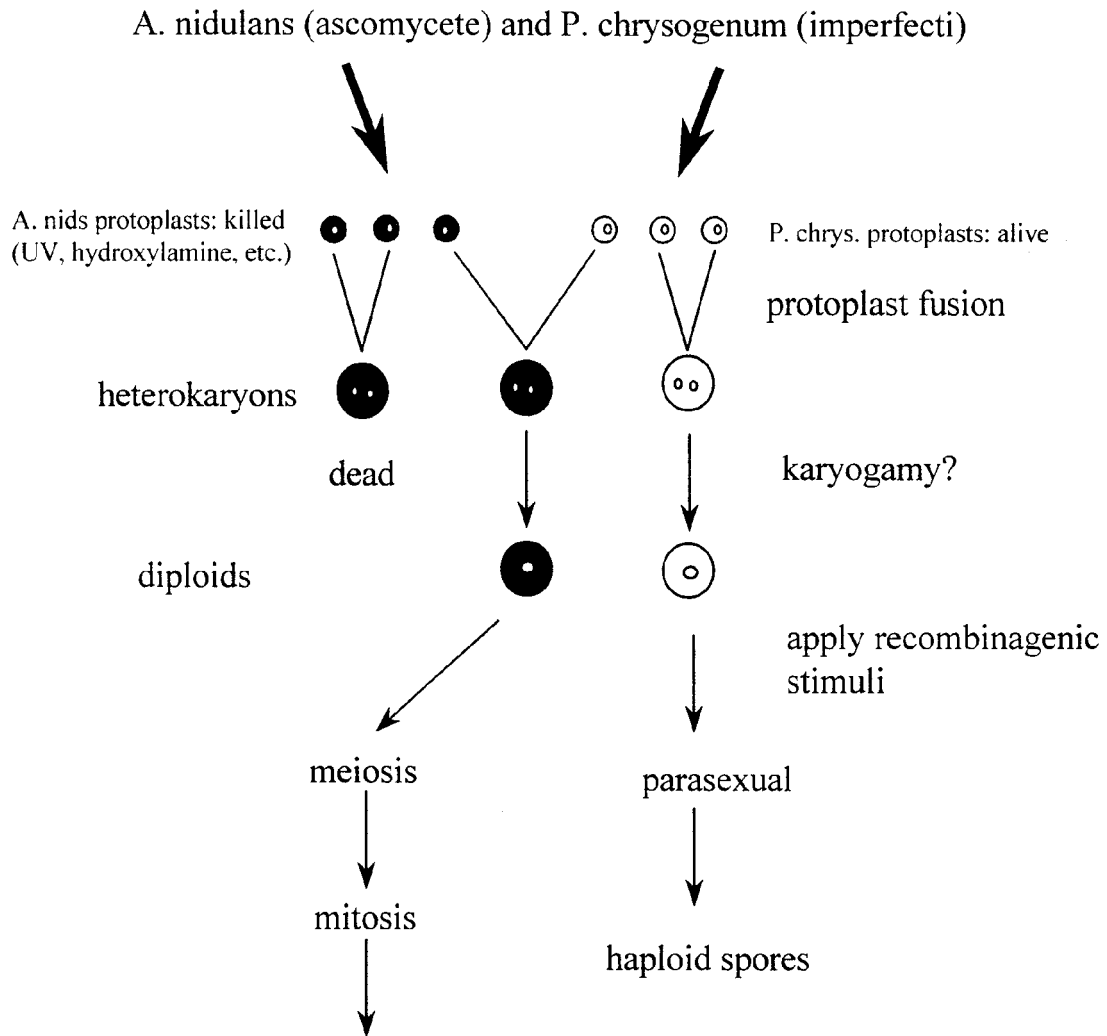 A. nidulans (ascomycete) and P. chrysogenum (imperfecti)
A. nids protoplasts: killed
(UV, hydroxylamine, etc.)
P. chrys. protoplasts: alive
protoplast fusion
heterokaryons
dead
karyogamy?
diploids
apply recombinagenic
stimuli
meiosis
parasexual
mitosis
haploid spores